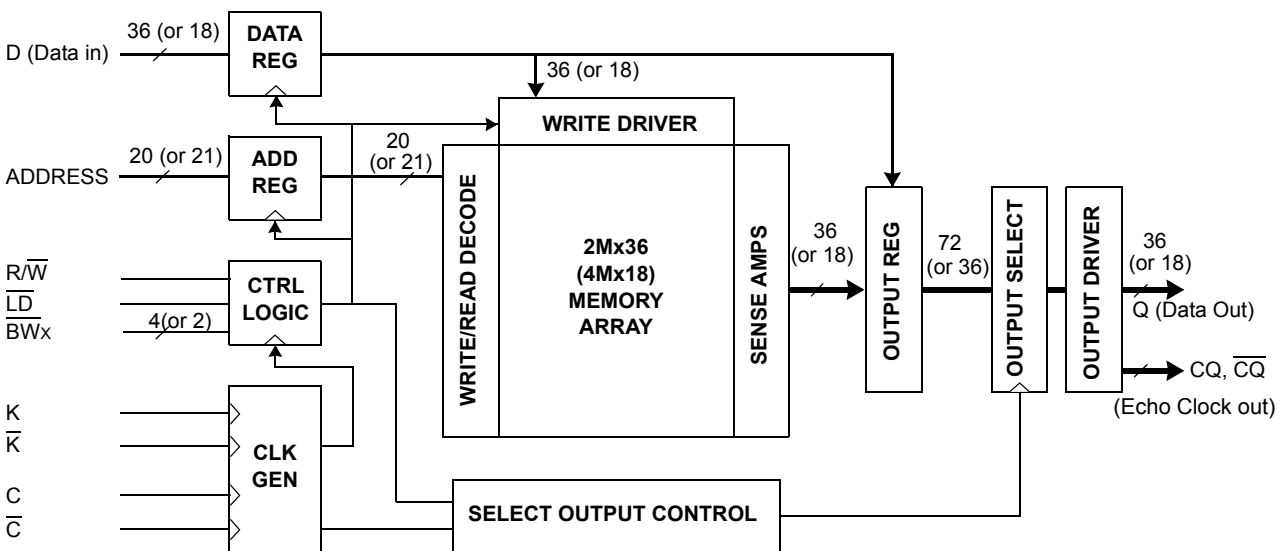 D (Data in)
36 (or 18)
DATA
REG
36 (or 18)
WRITE DRIVER
ADDRESS
20 (or 21)
ADD
REG
20
(or 21)
WRITE/READ DECODE
2Mx36
(4Mx18)
MEMORY
ARRAY
SENSE AMPS
36
(or 18)
OUTPUT REG
72
(or 36)
OUTPUT SELECT
OUTPUT DRIVER
36
(or 18)
Q (Data Out)
CQ, C̅Q̅
(Echo Clock out)
R/W̅
L̅D̅
B̅W̅x
4(or 2)
CTRL
LOGIC
K
K̅
C
C̅
CLK
GEN
SELECT OUTPUT CONTROL